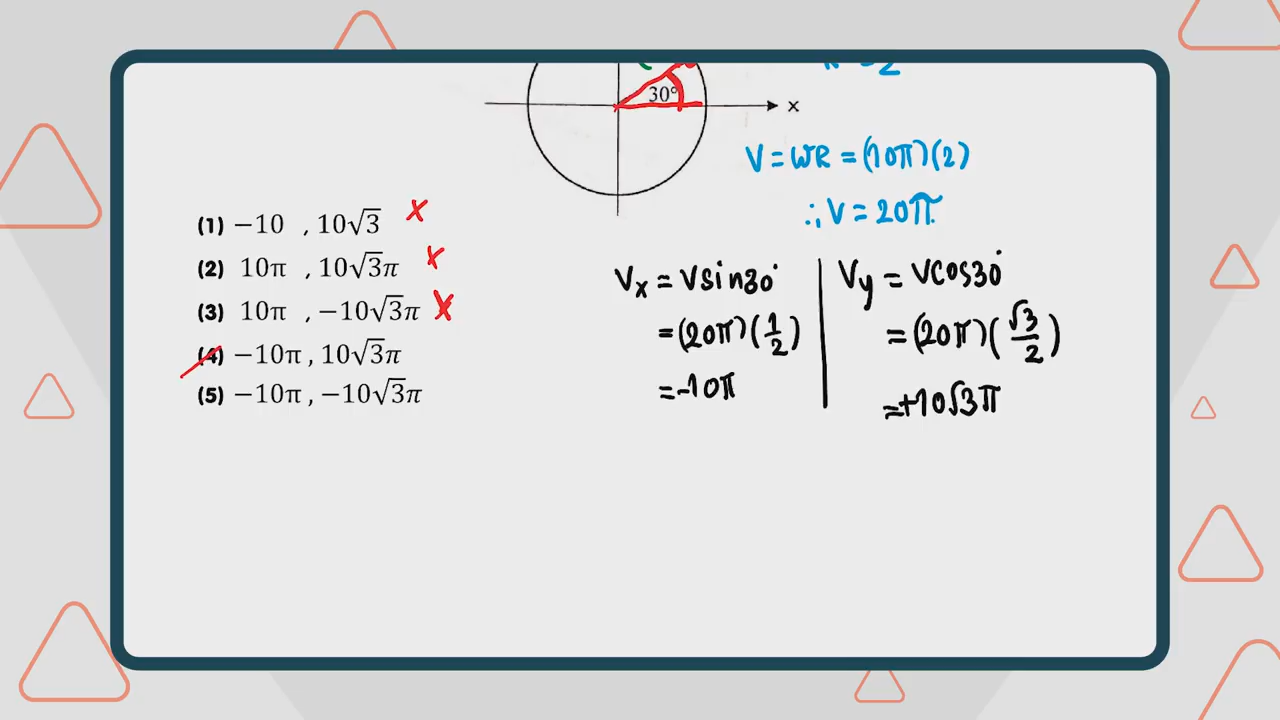 30°
x
V = WR = (10π)(2)
∴ V = 20π
(1) −10 , 10√3 x
(2) 10π , 10√3π x
(3) 10π , −10√3π x
(4) −10π , 10√3π
(5) −10π , −10√3π
Vx = Vsin30°
= (20π)(1/2)
= -10π
Vy = Vcos30°
= (20π)(√3/2)
= +10√3π